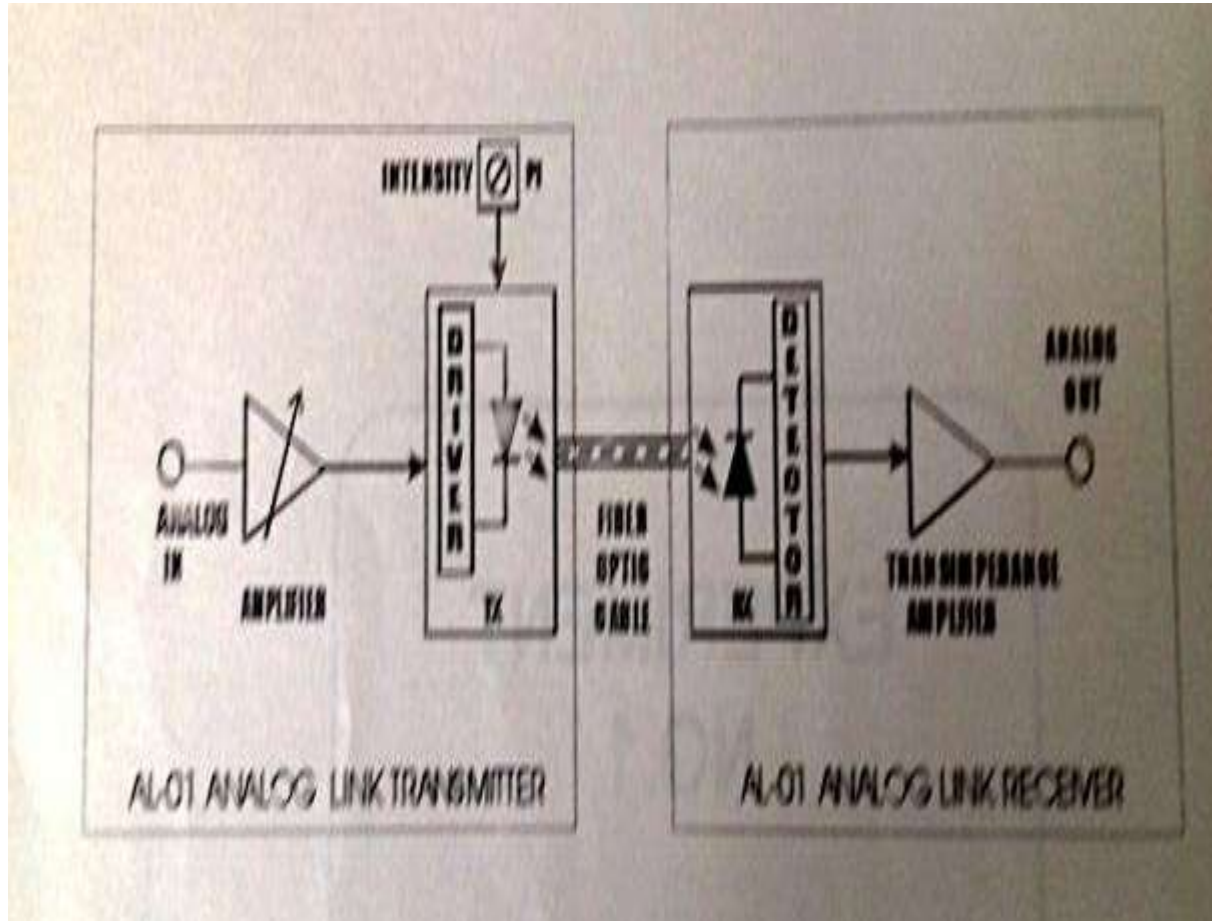 INTENSITY P1
DRIVER
DETECTOR
ANALOG
OUT
ANALOG
IN
AMPLIFIER
TX
FIBER
OPTIC
CABLE
RX
TRANSIMPEDANCE
AMPLIFIER
AL-01 ANALOG LINK TRANSMITTER
AL-01 ANALOG LINK RECEIVER